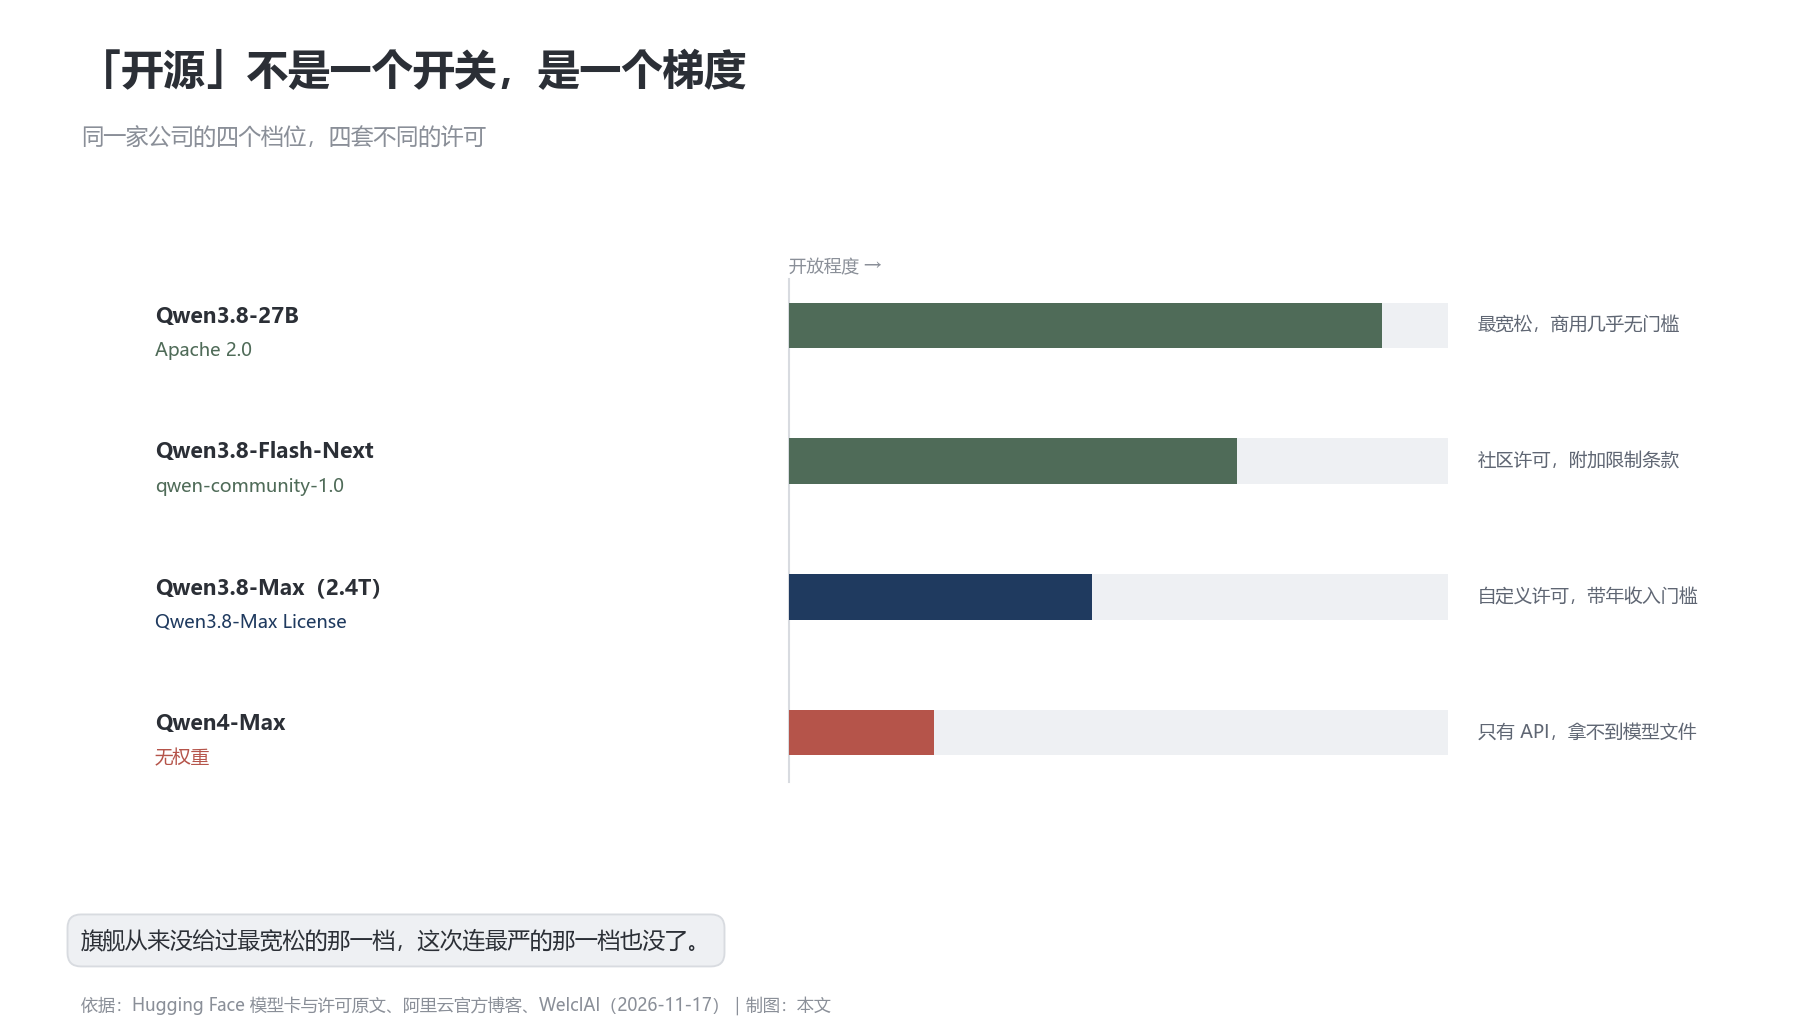 「开源」不是一个开关，是一个梯度
同一家公司的四个档位，四套不同的许可
开放程度 →
Qwen3.8-27B
Apache 2.0
最宽松，商用几乎无门槛
Qwen3.8-Flash-Next
qwen-community-1.0
社区许可，附加限制条款
Qwen3.8-Max（2.4T）
Qwen3.8-Max License
自定义许可，带年收入门槛
Qwen4-Max
无权重
只有 API，拿不到模型文件
旗舰从来没给过最宽松的那一档，这次连最严的那一档也没了。
依据：Hugging Face 模型卡与许可原文、阿里云官方博客、WelclAI（2026-11-17）｜制图：本文